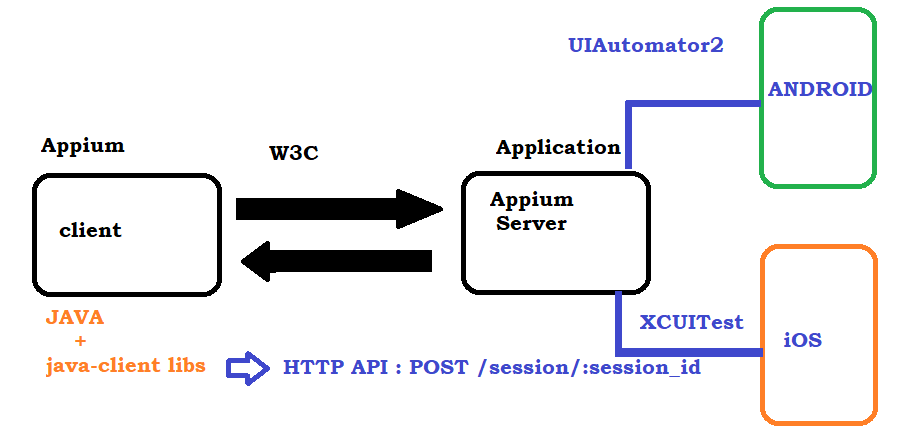 UIAutomator2
ANDROID
Appium
W3C
Application
client
Appium
Server
JAVA
+
java-client libs
HTTP API : POST /session/:session_id
XCUITest
iOS